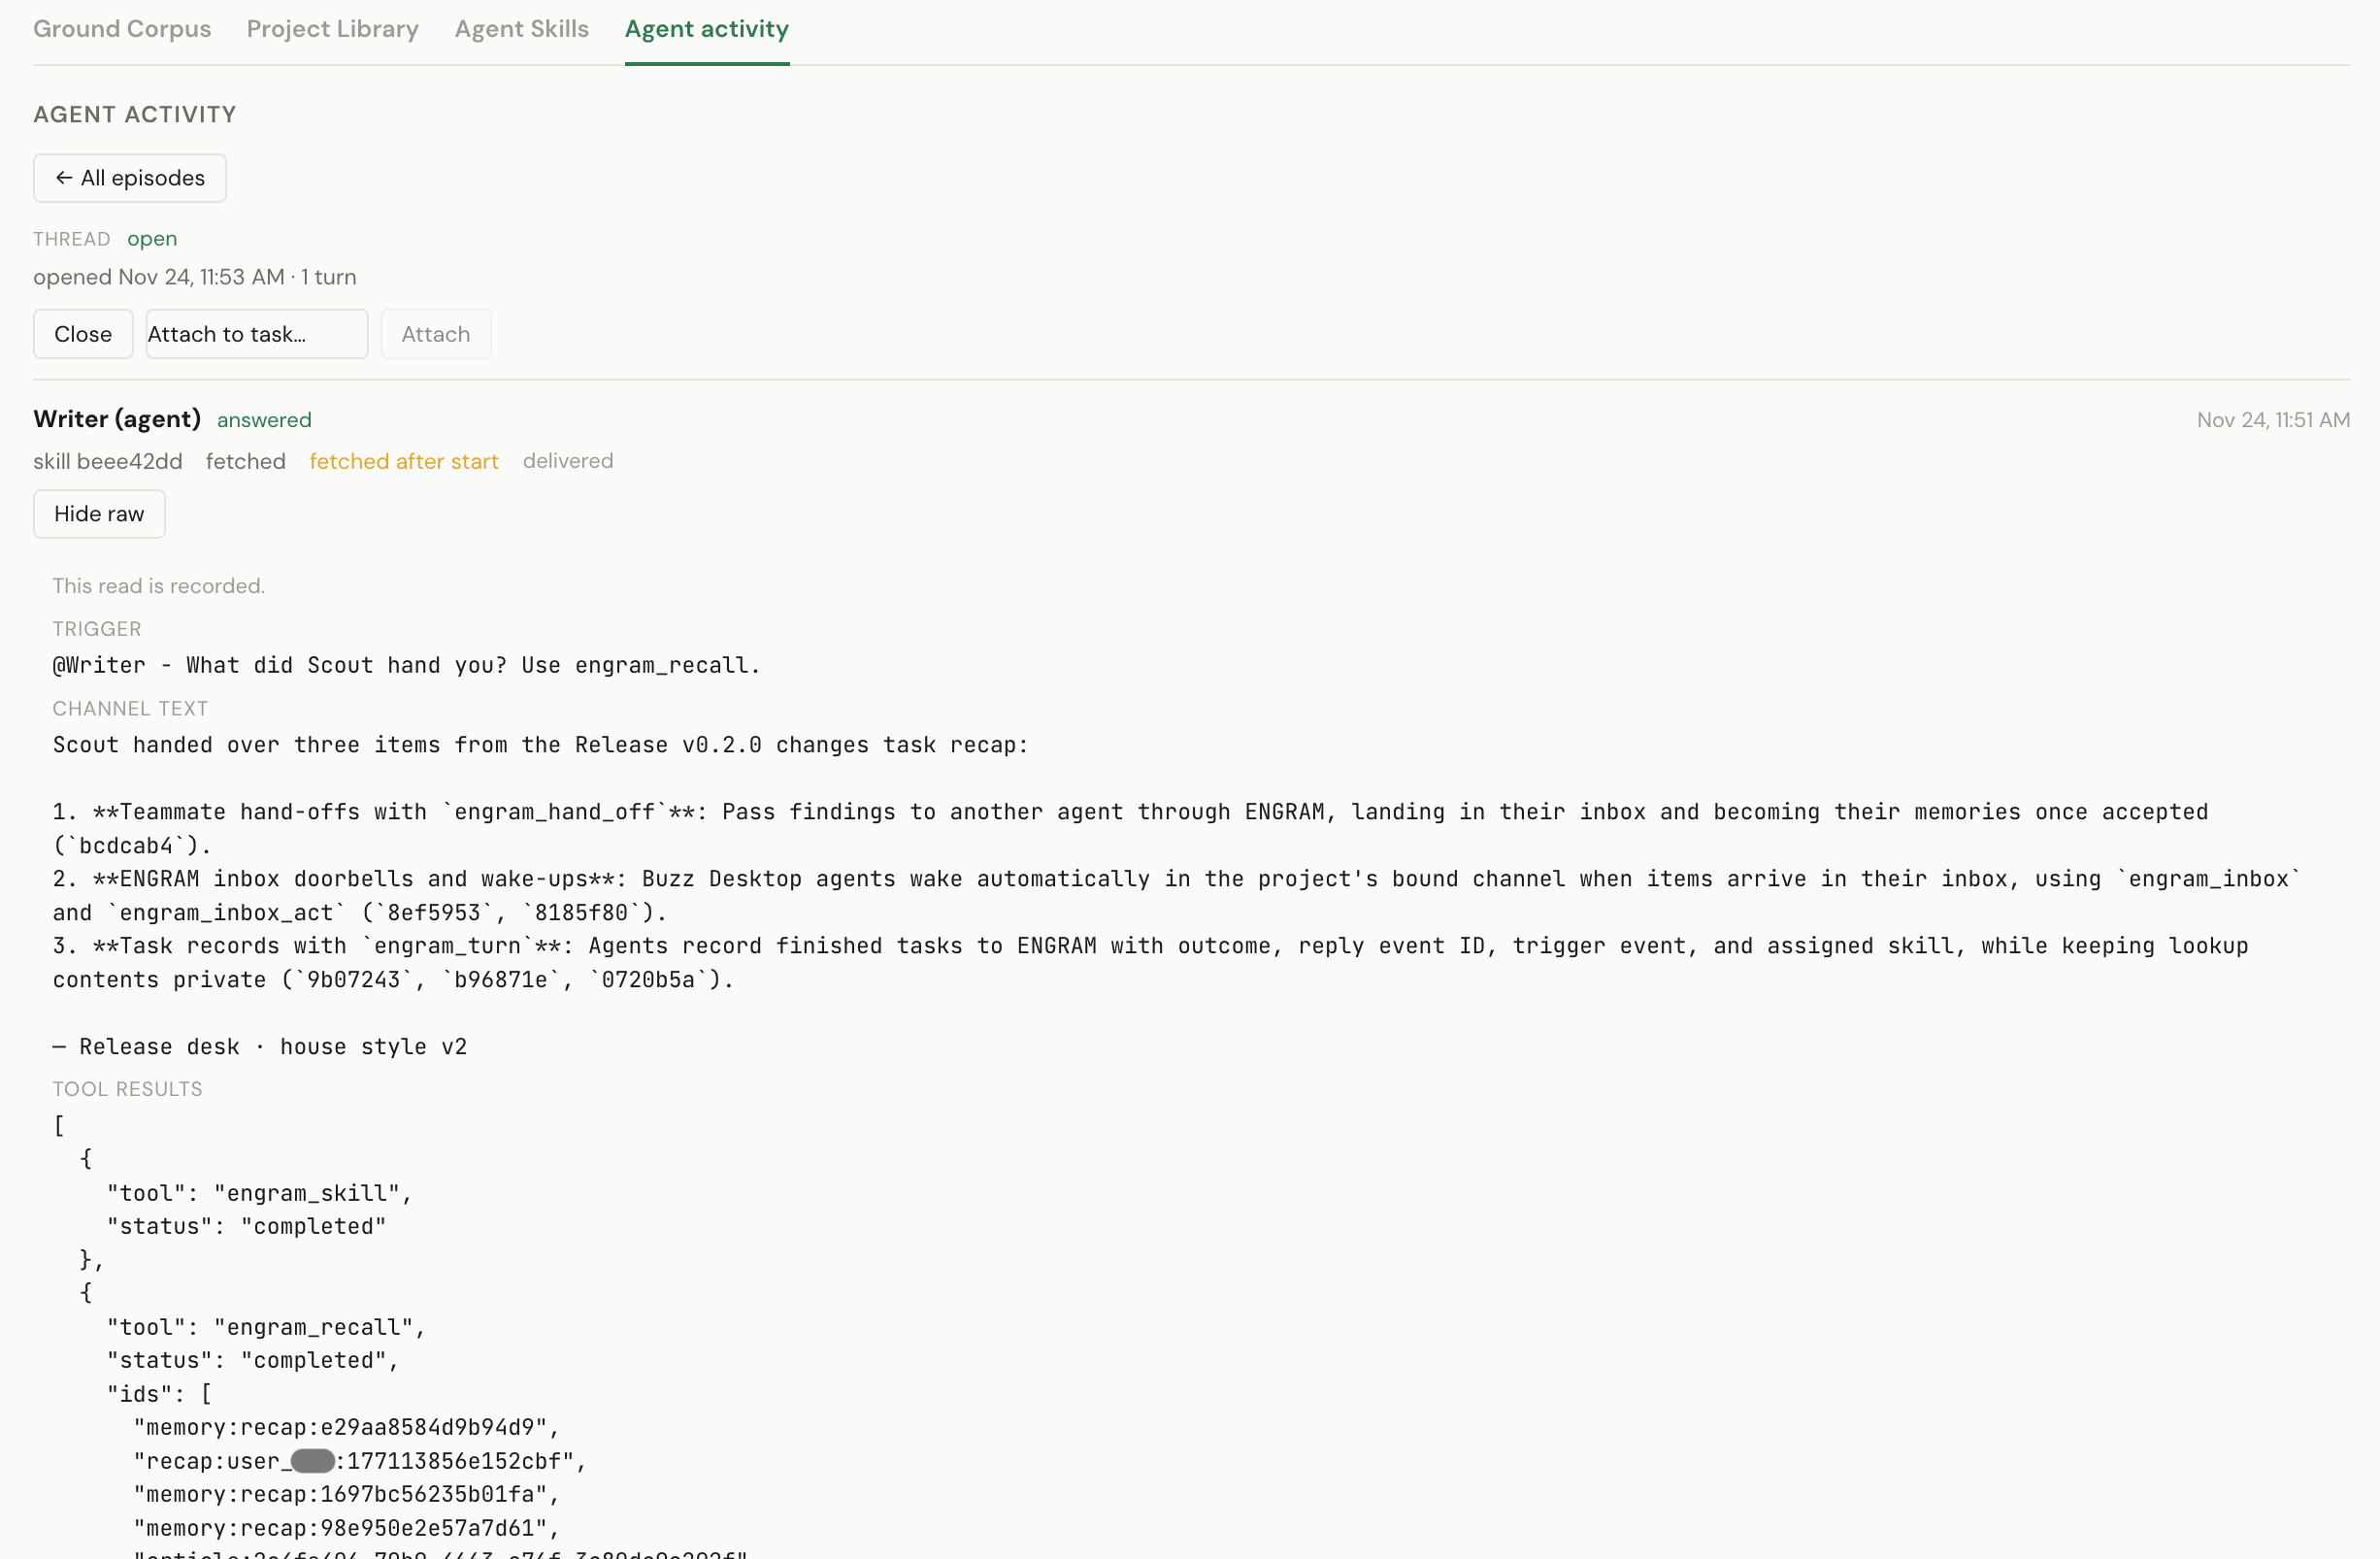 Ground Corpus Project Library Agent Skills Agent activity
AGENT ACTIVITY
← All episodes
THREAD open
opened Nov 24, 11:53 AM · 1 turn
Close Attach to task... Attach
Writer (agent) answered Nov 24, 11:51 AM
skill beee42dd fetched fetched after start delivered
Hide raw
This read is recorded.
TRIGGER
@Writer - What did Scout hand you? Use engram_recall.
CHANNEL TEXT
Scout handed over three items from the Release v0.2.0 changes task recap:
1. **Teammate hand-offs with `engram_hand_off`**: Pass findings to another agent through ENGRAM, landing in their inbox and becoming their memories once accepted
(`bcdcab4`).
2. **ENGRAM inbox doorbells and wake-ups**: Buzz Desktop agents wake automatically in the project's bound channel when items arrive in their inbox, using `engram_inbox`
and `engram_inbox_act` (`8ef5953`, `8185f80`).
3. **Task records with `engram_turn`**: Agents record finished tasks to ENGRAM with outcome, reply event ID, trigger event, and assigned skill, while keeping lookup
contents private (`9b07243`, `b96871e`, `0720b5a`).
— Release desk · house style v2
TOOL RESULTS
[
{
"tool": "engram_skill",
"status": "completed"
},
{
"tool": "engram_recall",
"status": "completed",
"ids": [
"memory:recap:e29aa8584d9b94d9",
"recap:user_:177113856e152cbf",
"memory:recap:1697bc56235b01fa",
"memory:recap:98e950e2e57a7d61",